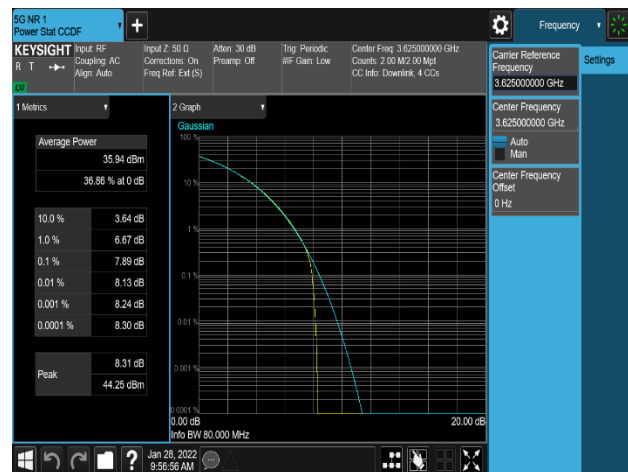 5G NR 1
Power Stat CCDF
Frequency
KEYSIGHT
R T
LV
Input: RF
Coupling: AC
Align: Auto
Input Z: 50 Ω
Corrections: On
Freq Ref: Ext (S)
Atten: 30 dB
Preamp: Off
Trig: Periodic
#IF Gain: Low
Center Freq: 3.625000000 GHz
Counts: 2.00 M/2.00 Mpt
CC Info: Downlink, 4 CCs
1 Metrics
Average Power
35.94 dBm
36.86 % at 0 dB
10.0 % 3.64 dB
1.0 % 6.67 dB
0.1 % 7.89 dB
0.01 % 8.13 dB
0.001 % 8.24 dB
0.0001 % 8.30 dB
Peak
8.31 dB
44.25 dBm
2 Graph
Gaussian
100 %
10 %
1 %
0.1 %
0.01 %
0.001 %
0.0001 %
0.00 dB 20.00 dB
Info BW 80.000 MHz
Carrier Reference
Frequency
3.625000000 GHz
Center Frequency
3.625000000 GHz
Auto
Man
Center Frequency
Offset
0 Hz
Settings
?
Jan 28, 2022
9:56:56 AM